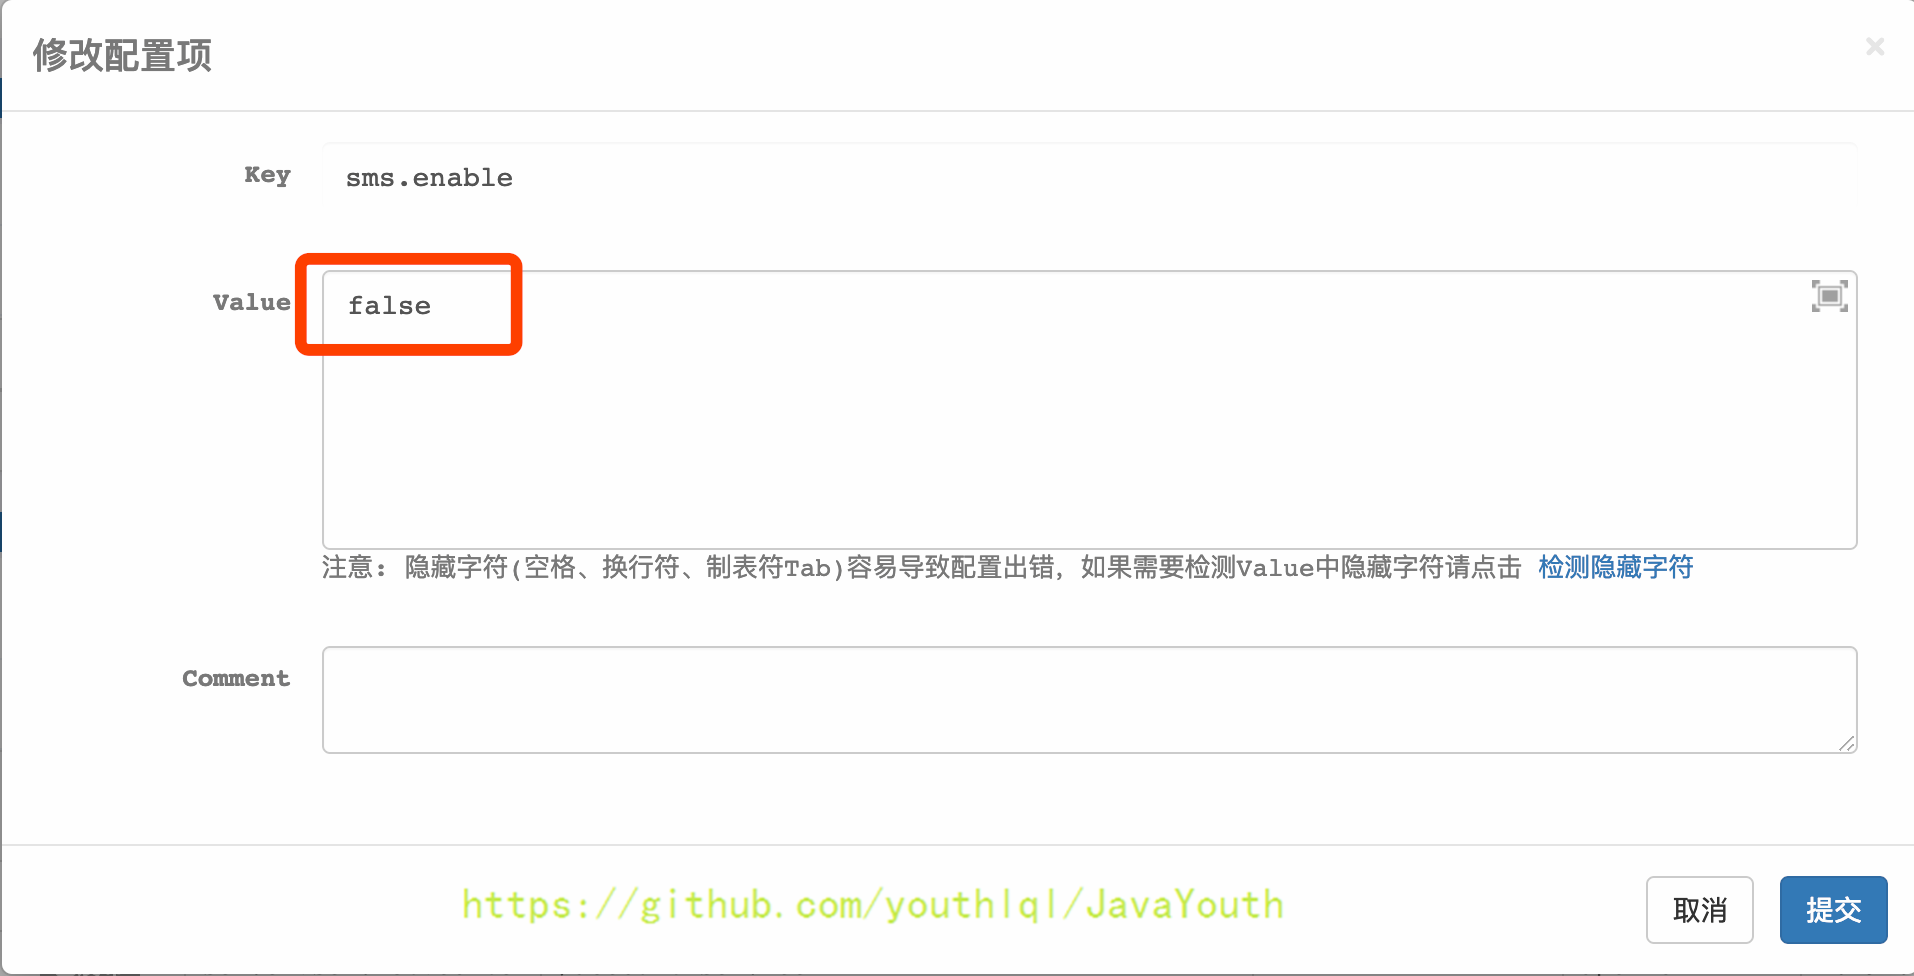 修改配置项
×
Key sms.enable
Value false
注意: 隐藏字符(空格、换行符、制表符Tab)容易导致配置出错, 如果需要检测Value中隐藏字符请点击 检测隐藏字符
Comment
https://github.com/youthlql/JavaYouth
取消 提交